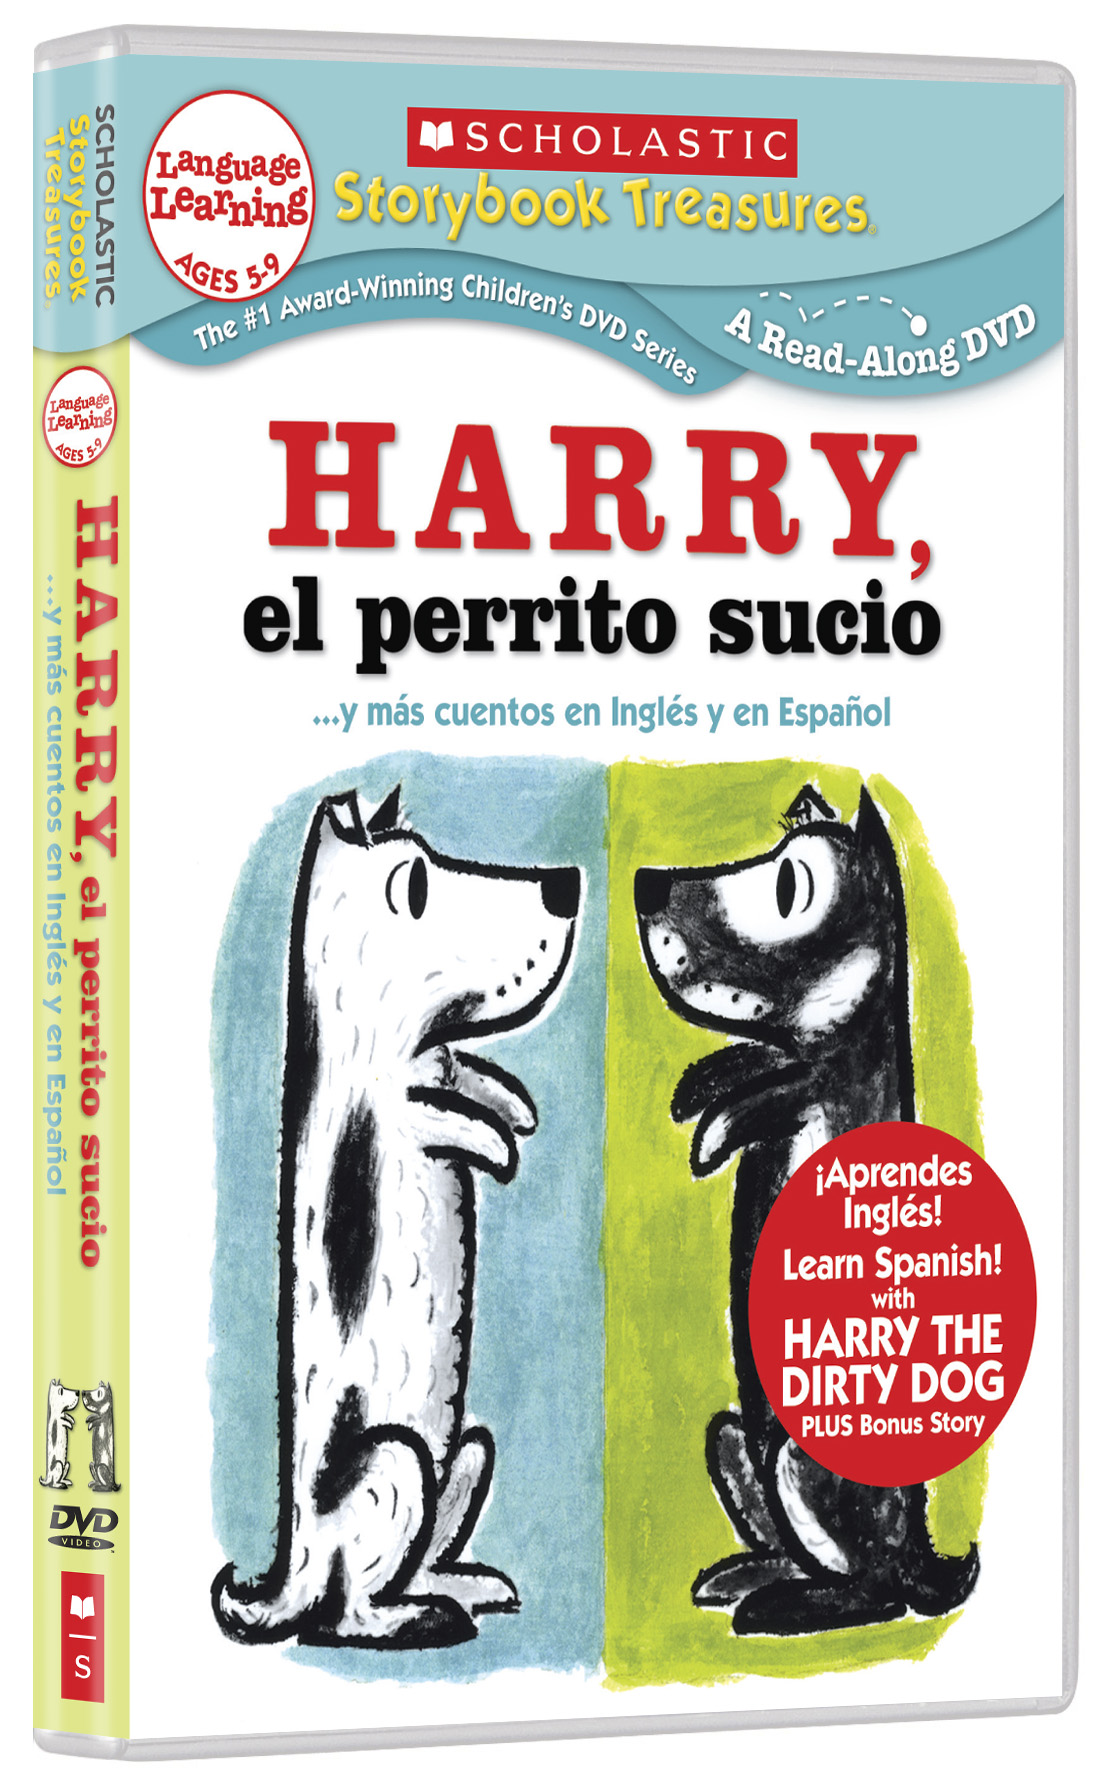 SCHOLASTIC
Storybook Treasures®
Language
Learning
AGES 5-9
The #1 Award-Winning Children's DVD Series
A Read-Along DVD
HARRY,
el perrito sucio
...y más cuentos en Inglés y en Español
¡Aprendes
Inglés!
Learn Spanish!
with
HARRY THE
DIRTY DOG
PLUS Bonus Story
SCHOLASTIC
Storybook
Treasures®
Language
Learning
AGES 5-9
HARRY, el perrito sucio
...y más cuentos en Inglés y en Español
DVD
VIDEO™
S